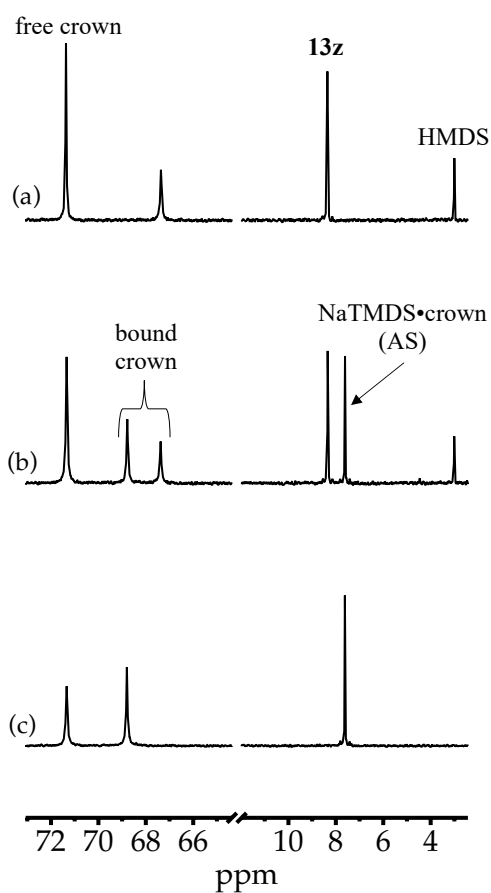 free crown
13z
HMDS
(a)
NaTMDS•crown
(AS)
bound
crown
(b)
(c)
72 70 68 66 10 8 6 4
ppm